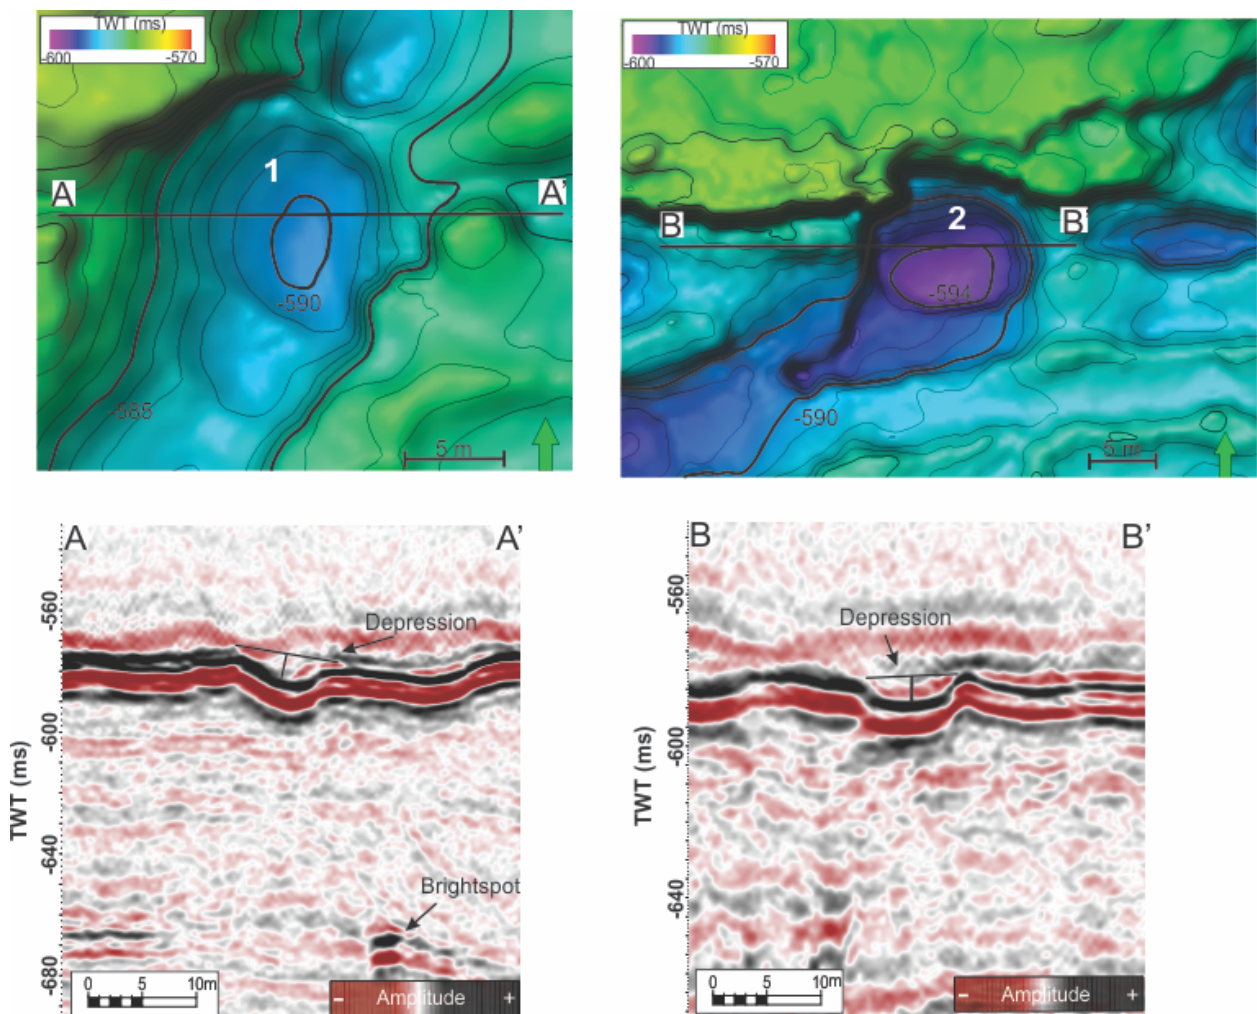 TWT (ms)
-600
-570
1
A
A'
-590
-585
5 m
TWT (ms)
-600
-570
2
B
B'
-594
-590
5 m
A
A'
Depression
Brightspot
TWT (ms)
-560
-600
-640
-680
0 5 10m
- Amplitude +
B
B'
Depression
TWT (ms)
-560
-600
-640
0 5 10m
- Amplitude +